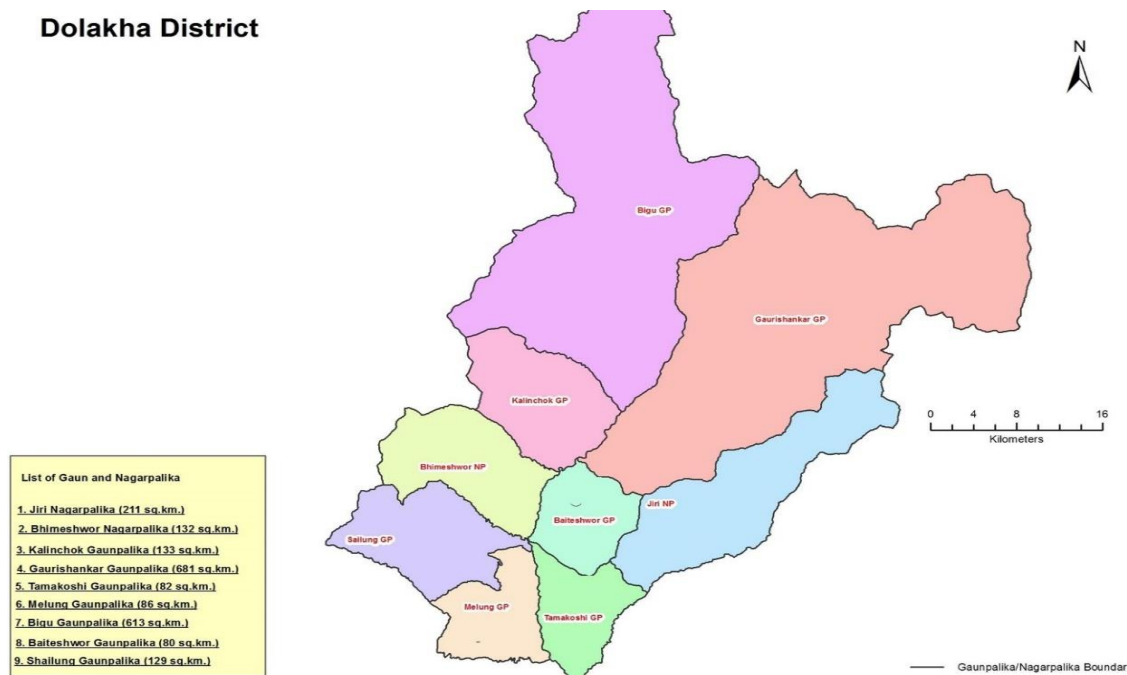 Dolakha District
N
Bigu GP
Gaurishankar GP
Kalinchok GP
0 4 8 16
Kilometers
Bhimeshwor NP
Jiri NP
Baiteshwor GP
Sailung GP
Melung GP
Tamakoshi GP
List of Gaun and Nagarpalika
1. Jiri Nagarpalika (211 sq.km.)
2. Bhimeshwor Nagarpalika (132 sq.km.)
3. Kalinchok Gaunpalika (133 sq.km.)
4. Gaurishankar Gaunpalika (681 sq.km.)
5. Tamakoshi Gaunpalika (82 sq.km.)
6. Melung Gaunpalika (86 sq.km.)
7. Bigu Gaunpalika (613 sq.km.)
8. Baiteshwor Gaunpalika (80 sq.km.)
9. Shailung Gaunpalika (129 sq.km.)
Gaunpalika/Nagarpalika Boundar